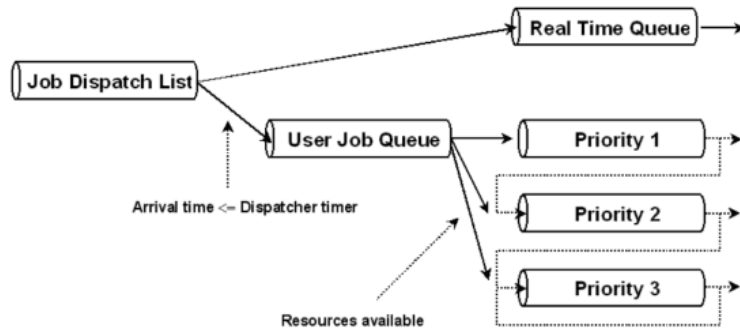 Real Time Queue
Job Dispatch List
User Job Queue
Priority 1
Arrival time <= Dispatcher timer
Priority 2
Priority 3
Resources available